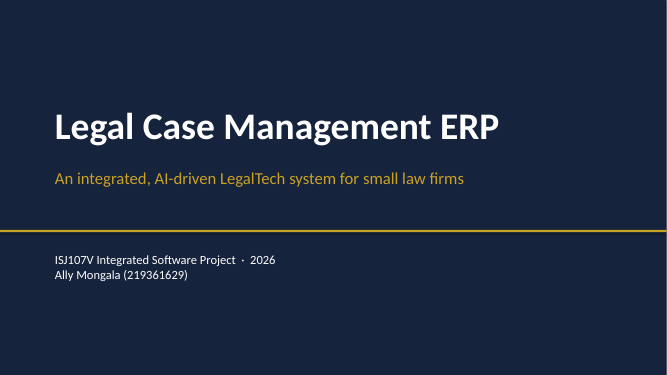 Legal Case Management ERP
An integrated, AI-driven LegalTech system for small law firms
ISJ107V Integrated Software Project · 2026
Ally Mongala (219361629)